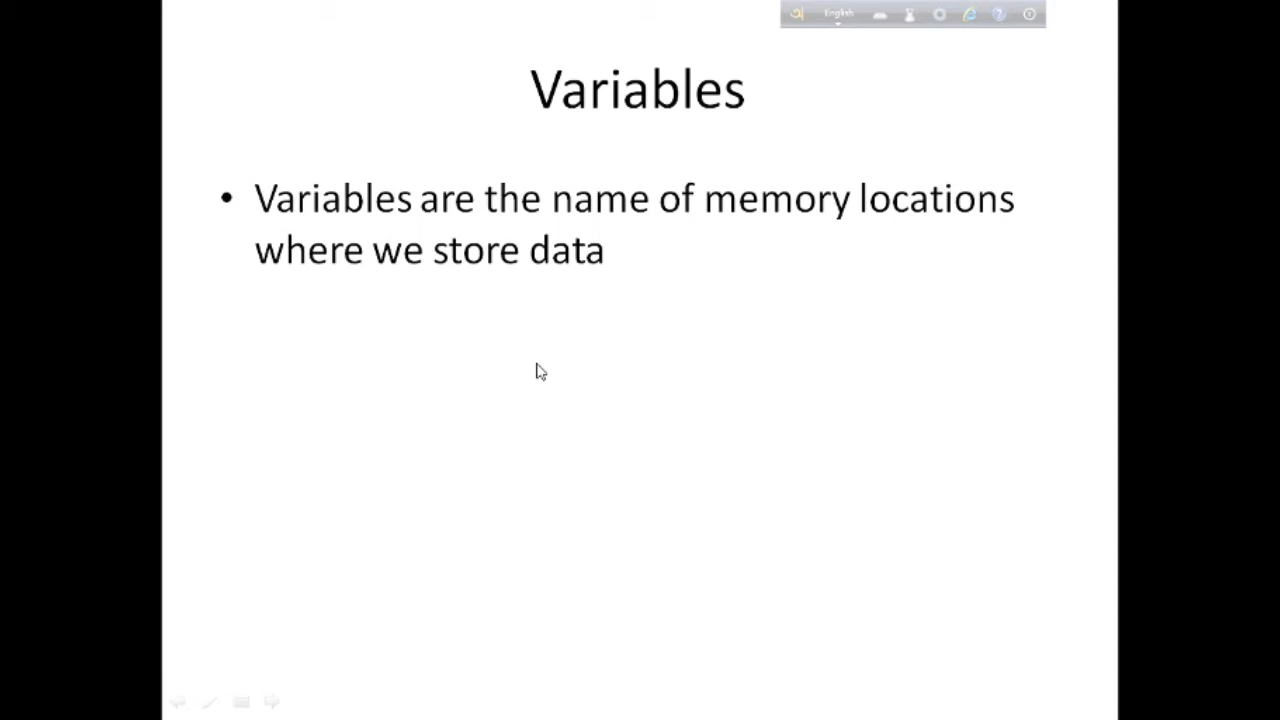 অ English
Variables
• Variables are the name of memory locations
where we store data